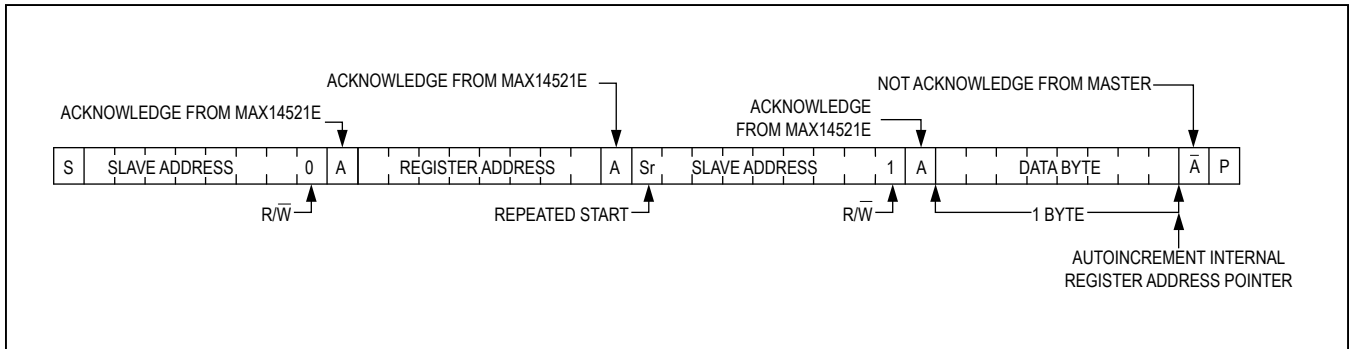 ACKNOWLEDGE FROM MAX14521E
NOT ACKNOWLEDGE FROM MASTER
ACKNOWLEDGE FROM MAX14521E
ACKNOWLEDGE
FROM MAX14521E
S SLAVE ADDRESS 0 A REGISTER ADDRESS A Sr SLAVE ADDRESS 1 A DATA BYTE A̅ P
R/W̅ REPEATED START R/W̅ 1 BYTE
AUTOINCREMENT INTERNAL
REGISTER ADDRESS POINTER